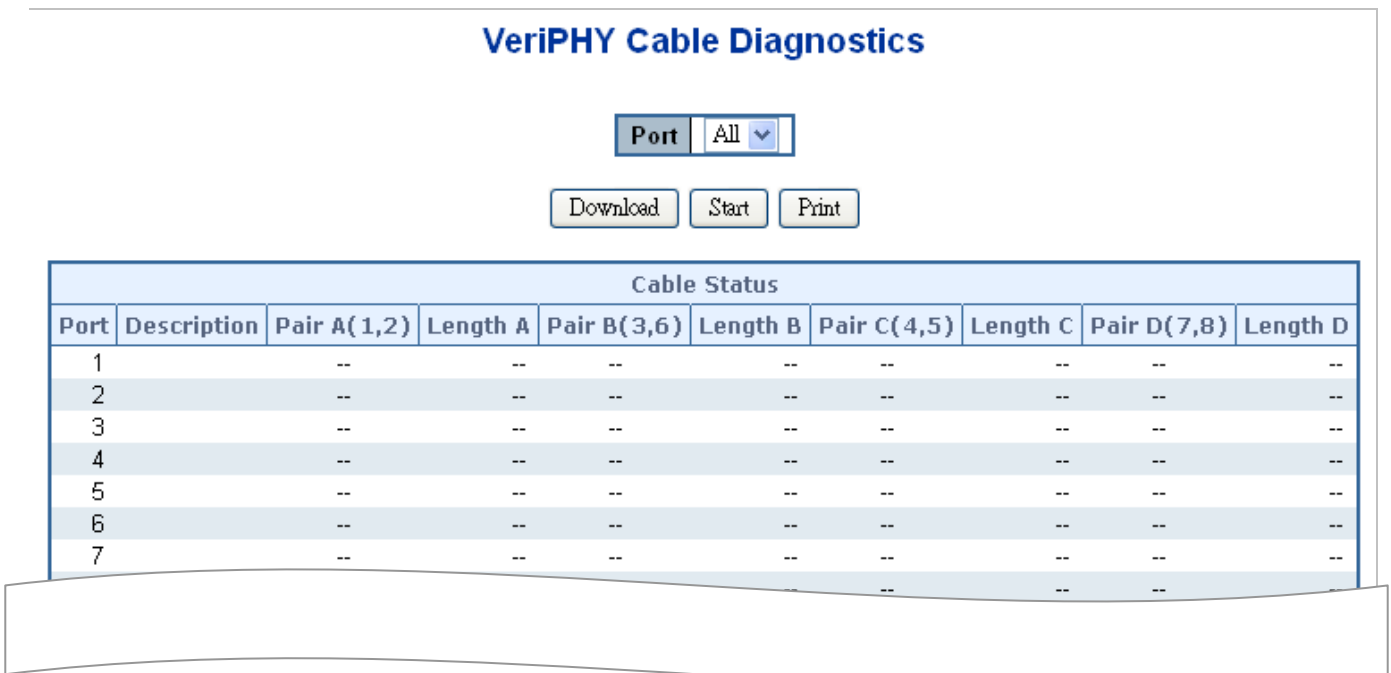 VeriPHY Cable Diagnostics
Port All
Download Start Print
Cable Status
Port Description Pair A(1,2) Length A Pair B(3,6) Length B Pair C(4,5) Length C Pair D(7,8) Length D
1 -- -- -- -- -- -- -- --
2 -- -- -- -- -- -- -- --
3 -- -- -- -- -- -- -- --
4 -- -- -- -- -- -- -- --
5 -- -- -- -- -- -- -- --
6 -- -- -- -- -- -- -- --
7 -- -- -- -- -- -- -- --
-- -- -- -- --